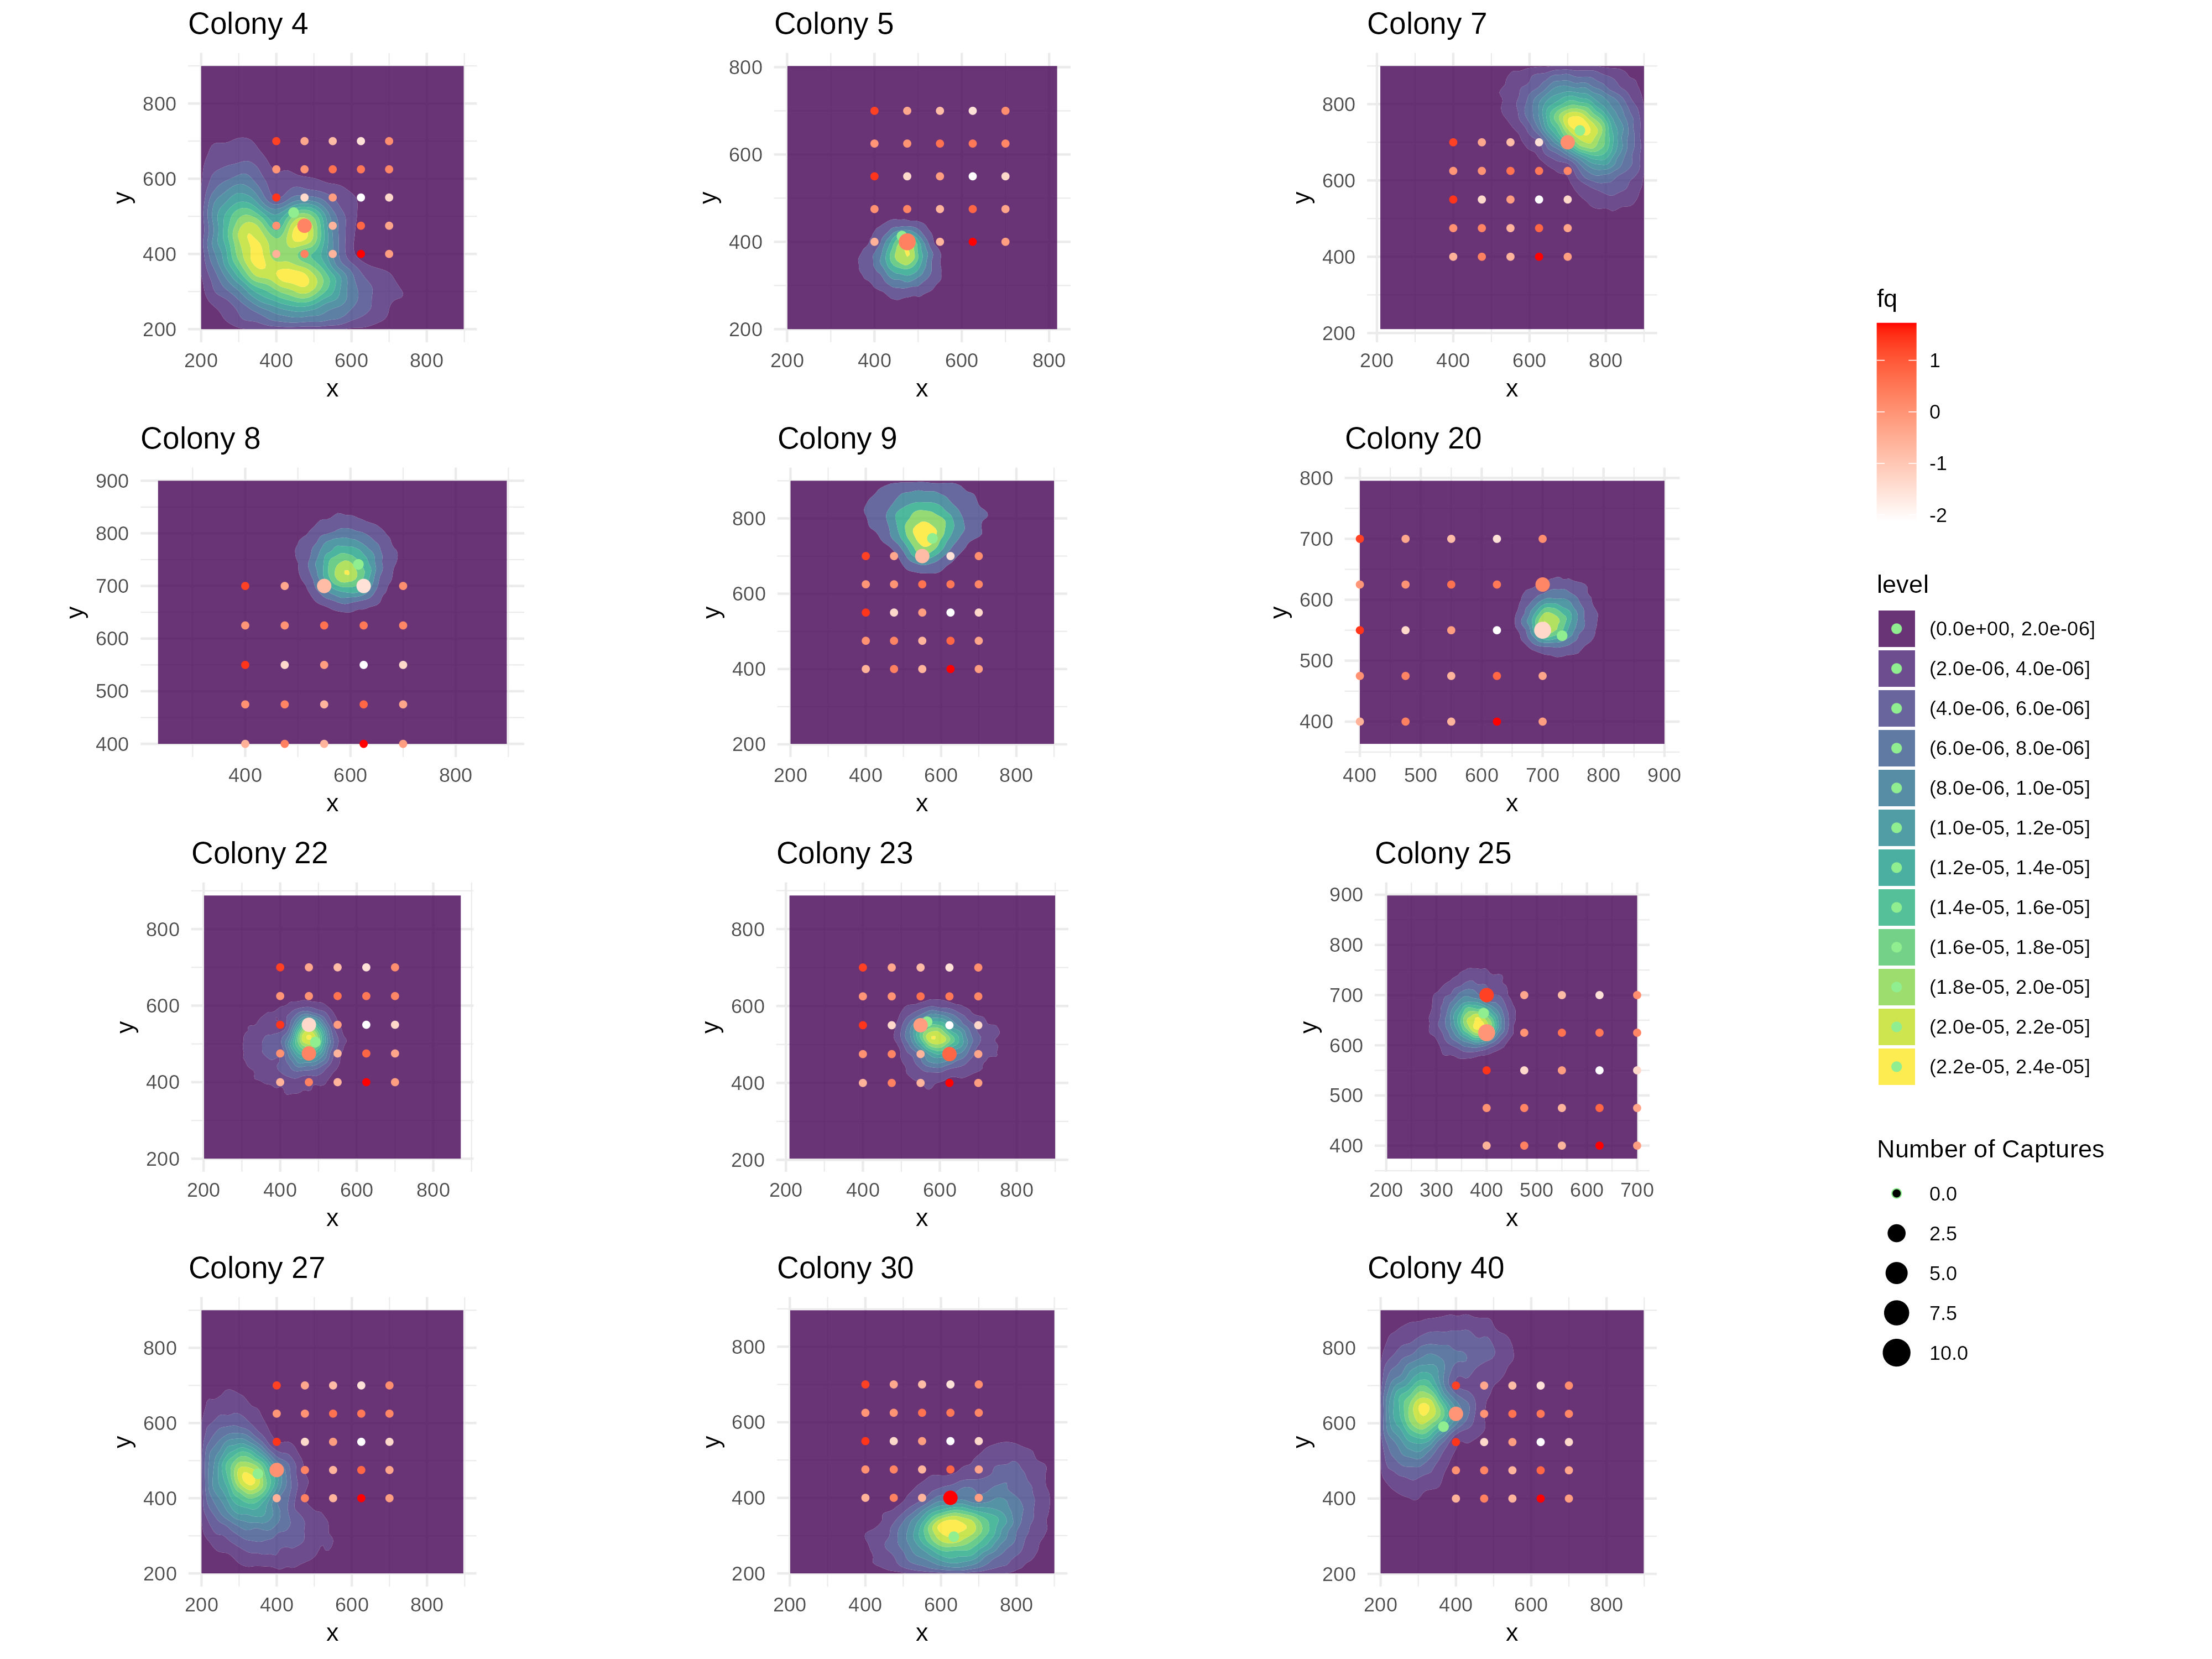 Colony 4
800
600
400
200
200 400 600 800
x
y
Colony 5
800
600
400
200
200 400 600 800
x
y
Colony 7
800
600
400
200
200 400 600 800
x
y
Colony 8
900
800
700
600
500
400
400 600 800
x
y
Colony 9
800
600
400
200
200 400 600 800
x
y
Colony 20
800
700
600
500
400
400 500 600 700 800 900
x
y
Colony 22
800
600
400
200
200 400 600 800
x
y
Colony 23
800
600
400
200
200 400 600 800
x
y
Colony 25
900
800
700
600
500
400
200 300 400 500 600 700
x
y
Colony 27
800
600
400
200
200 400 600 800
x
y
Colony 30
800
600
400
200
200 400 600 800
x
y
Colony 40
800
600
400
200
200 400 600 800
x
y
fq
1
0
-1
-2
level
(0.0e+00, 2.0e-06]
(2.0e-06, 4.0e-06]
(4.0e-06, 6.0e-06]
(6.0e-06, 8.0e-06]
(8.0e-06, 1.0e-05]
(1.0e-05, 1.2e-05]
(1.2e-05, 1.4e-05]
(1.4e-05, 1.6e-05]
(1.6e-05, 1.8e-05]
(1.8e-05, 2.0e-05]
(2.0e-05, 2.2e-05]
(2.2e-05, 2.4e-05]
Number of Captures
0.0
2.5
5.0
7.5
10.0